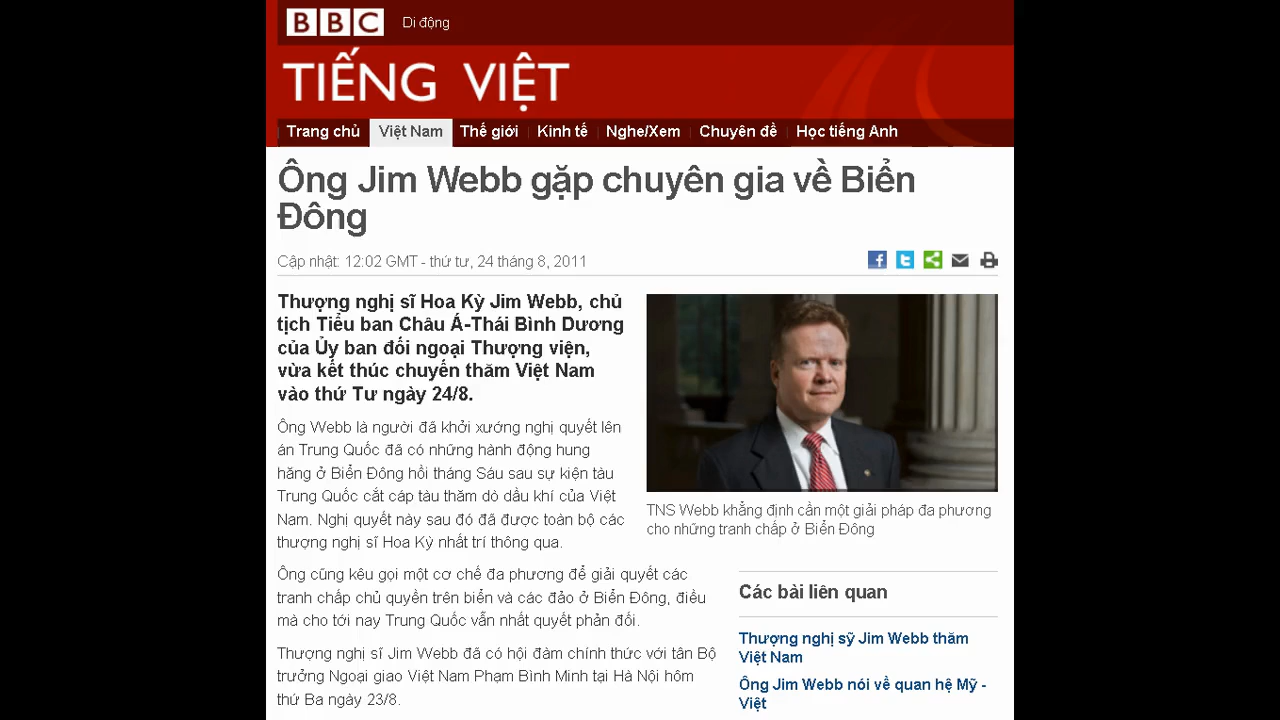 BBC Di động
TIẾNG VIỆT
Trang chủ Việt Nam Thế giới Kinh tế Nghe/Xem Chuyên đề Học tiếng Anh
Ông Jim Webb gặp chuyên gia về Biển
Đông
Cập nhật: 12:02 GMT - thứ tư, 24 tháng 8, 2011
Thượng nghị sĩ Hoa Kỳ Jim Webb, chủ
tịch Tiểu ban Châu Á-Thái Bình Dương
của Ủy ban đối ngoại Thượng viện,
vừa kết thúc chuyến thăm Việt Nam
vào thứ Tư ngày 24/8.
Ông Webb là người đã khởi xướng nghị quyết lên
án Trung Quốc đã có những hành động hung
hăng ở Biển Đông hồi tháng Sáu sau sự kiện tàu
Trung Quốc cắt cáp tàu thăm dò dầu khí của Việt
Nam. Nghị quyết này sau đó đã được toàn bộ các
thượng nghị sĩ Hoa Kỳ nhất trí thông qua.
TNS Webb khẳng định cần một giải pháp đa phương
cho những tranh chấp ở Biển Đông
Ông cũng kêu gọi một cơ chế đa phương để giải quyết các
tranh chấp chủ quyền trên biển và các đảo ở Biển Đông, điều
mà cho tới nay Trung Quốc vẫn nhất quyết phản đối.
Thượng nghị sĩ Jim Webb đã có hội đàm chính thức với tân Bộ
trưởng Ngoại giao Việt Nam Phạm Bình Minh tại Hà Nội hôm
thứ Ba ngày 23/8.
Các bài liên quan
Thượng nghị sỹ Jim Webb thăm
Việt Nam
Ông Jim Webb nói về quan hệ Mỹ -
Việt